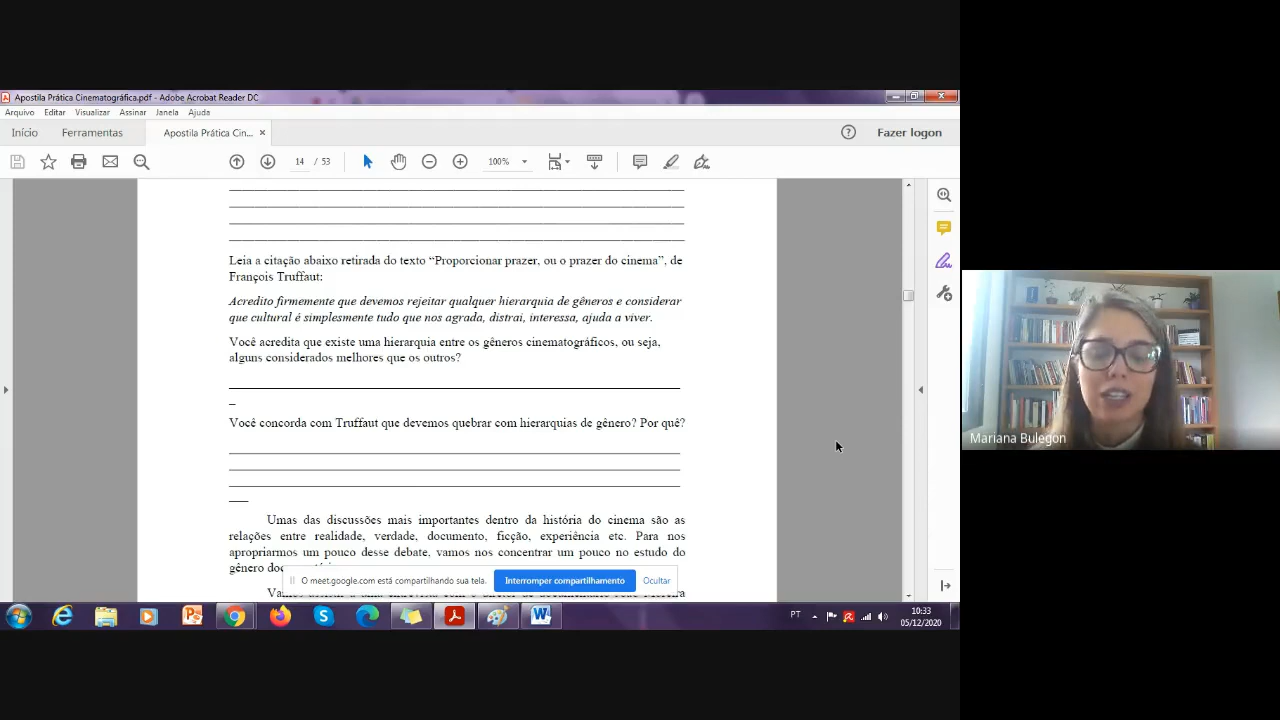 Apostila Prática Cinematográfica.pdf - Adobe Acrobat Reader DC
Arquivo Editar Visualizar Assinar Janela Ajuda
Início Ferramentas Apostila Prática Cin... × Fazer logon
14 / 53 100%
Leia a citação abaixo retirada do texto “Proporcionar prazer, ou o prazer do cinema”, de
François Truffaut:
Acredito firmemente que devemos rejeitar qualquer hierarquia de gêneros e considerar
que cultural é simplesmente tudo que nos agrada, distrai, interessa, ajuda a viver.
Você acredita que existe uma hierarquia entre os gêneros cinematográficos, ou seja,
alguns considerados melhores que os outros?
Você concorda com Truffaut que devemos quebrar com hierarquias de gênero? Por quê?
Umas das discussões mais importantes dentro da história do cinema são as
relações entre realidade, verdade, documento, ficção, experiência etc. Para nos
apropriarmos um pouco desse debate, vamos nos concentrar um pouco no estudo do
gênero
O meet.google.com está compartilhando sua tela. Interromper compartilhamento Ocultar
Mariana Bulegon
PT 10:33
05/12/2020